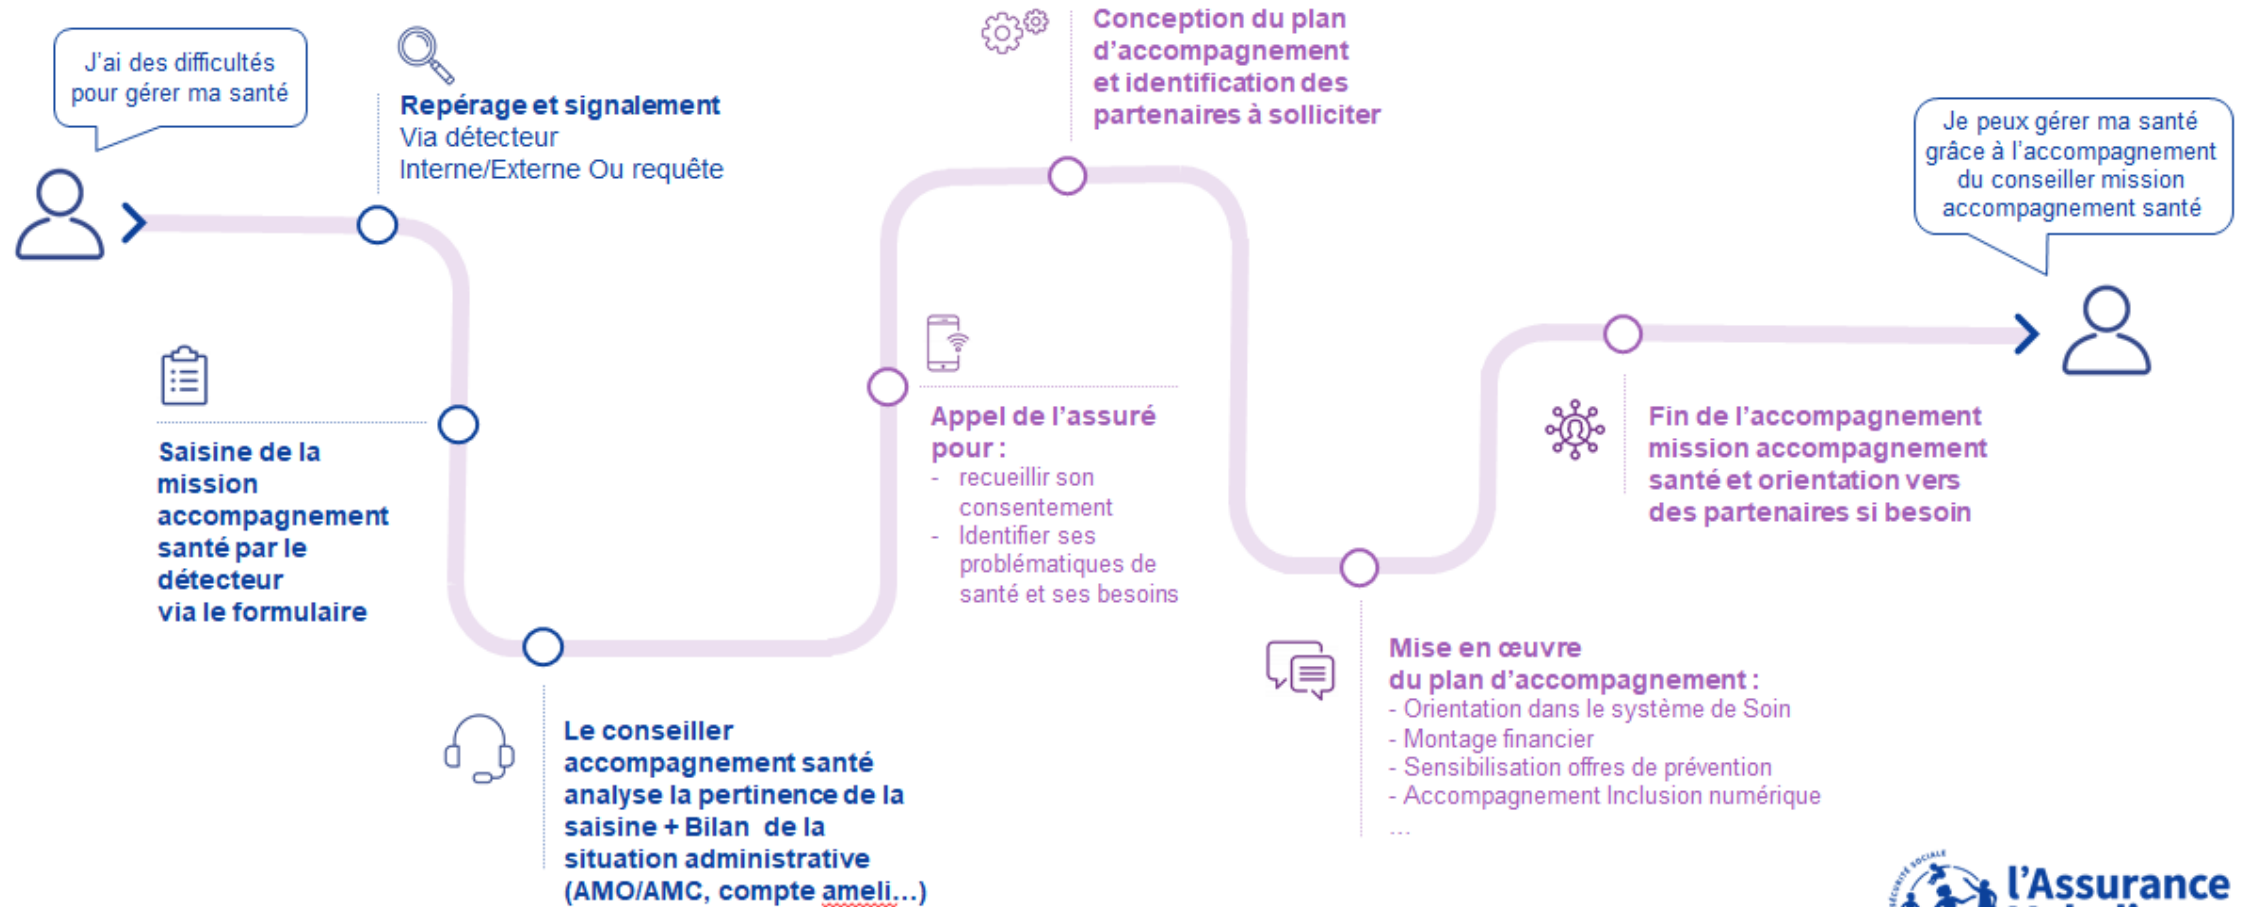 J'ai des difficultés
pour gérer ma santé
Repérage et signalement
Via détecteur
Interne/Externe Ou requête
Saisine de la
mission
accompagnement
santé par le
détecteur
via le formulaire
Le conseiller
accompagnement santé
analyse la pertinence de la
saisine + Bilan de la
situation administrative
(AMO/AMC, compte ameli...)
Appel de l'assuré
pour :
- recueillir son
consentement
- Identifier ses
problématiques de
santé et ses besoins
Conception du plan
d'accompagnement
et identification des
partenaires à solliciter
Mise en œuvre
du plan d'accompagnement :
- Orientation dans le système de Soin
- Montage financier
- Sensibilisation offres de prévention
- Accompagnement Inclusion numérique
...
Fin de l'accompagnement
mission accompagnement
santé et orientation vers
des partenaires si besoin
Je peux gérer ma santé
grâce à l'accompagnement
du conseiller mission
accompagnement santé
SÉCURITÉ SOCIALE
l'Assurance